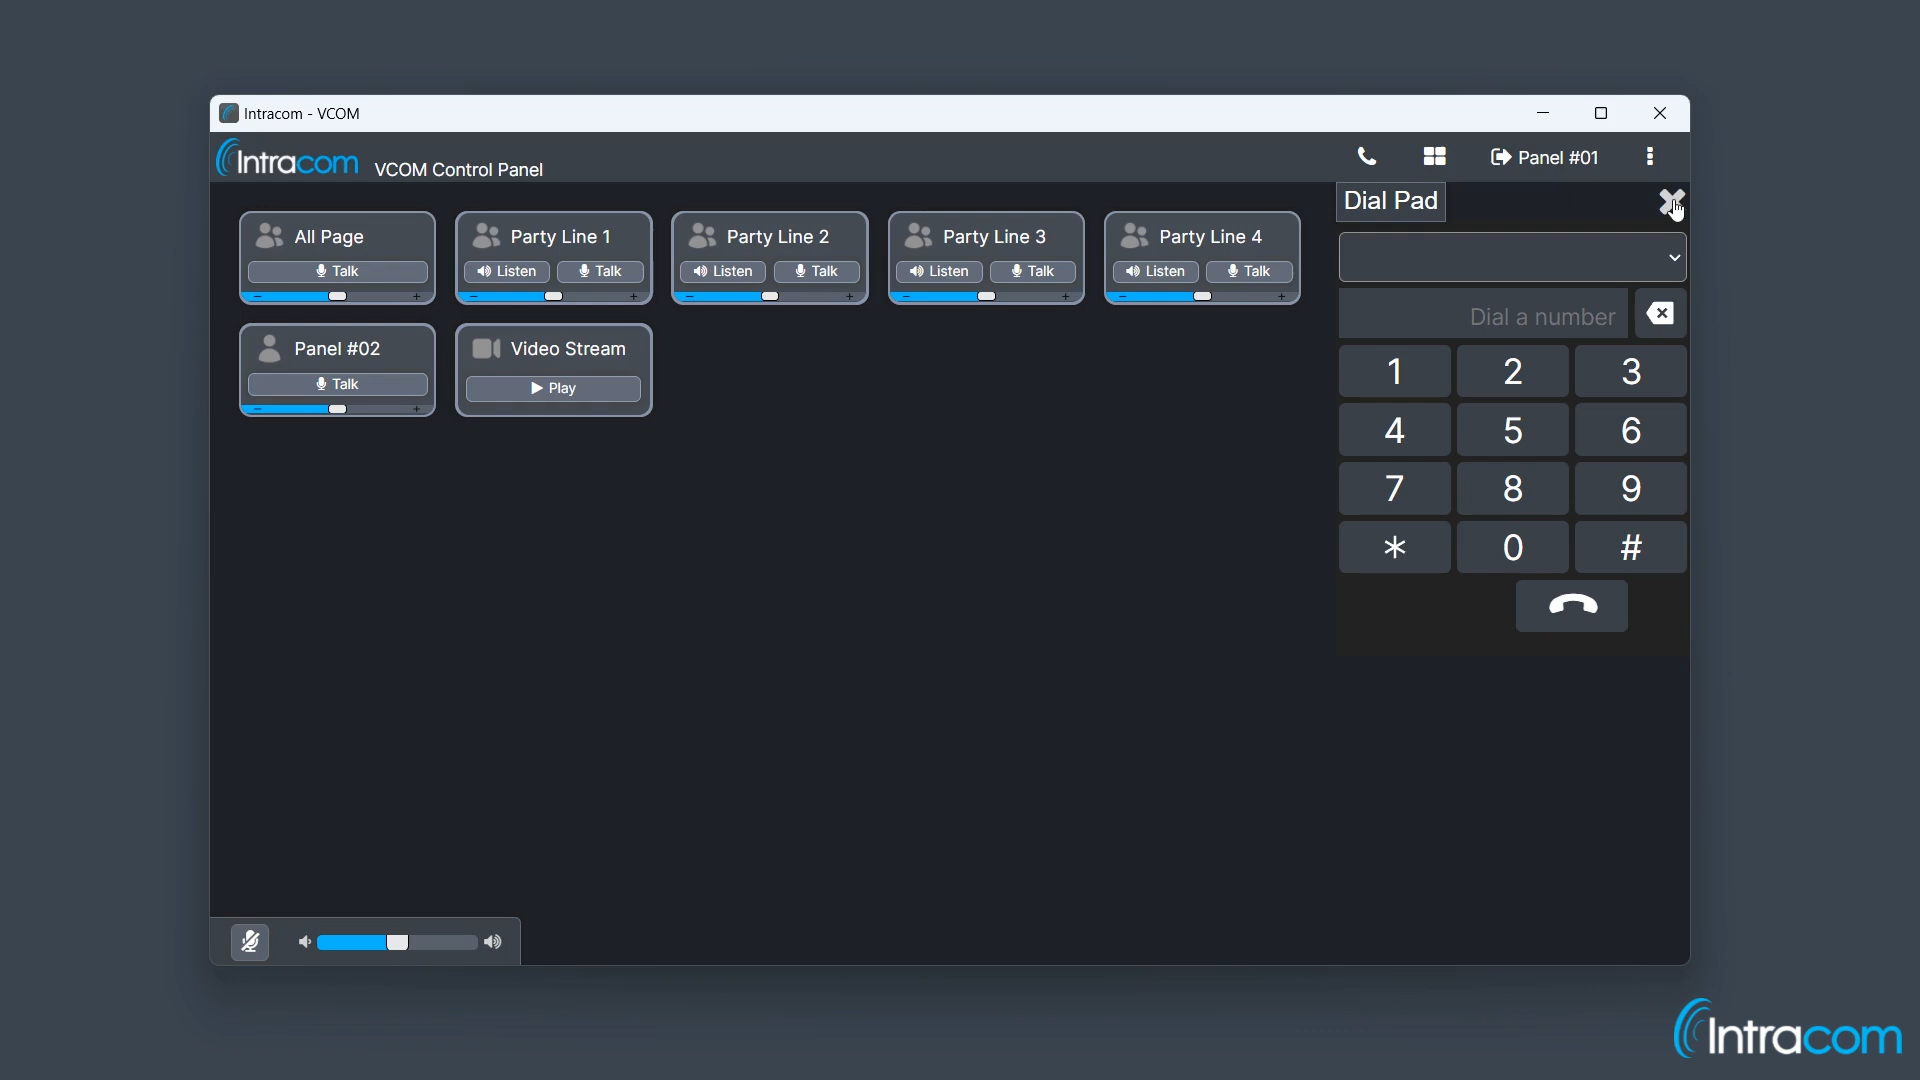 Intracom - VCOM
Intracom VCOM Control Panel
Panel #01
Dial Pad
All Page
Talk
Party Line 1
Listen Talk
Party Line 2
Listen Talk
Party Line 3
Listen Talk
Party Line 4
Listen Talk
Panel #02
Talk
Video Stream
Play
Dial a number
1 2 3
4 5 6
7 8 9
* 0 #
Intracom